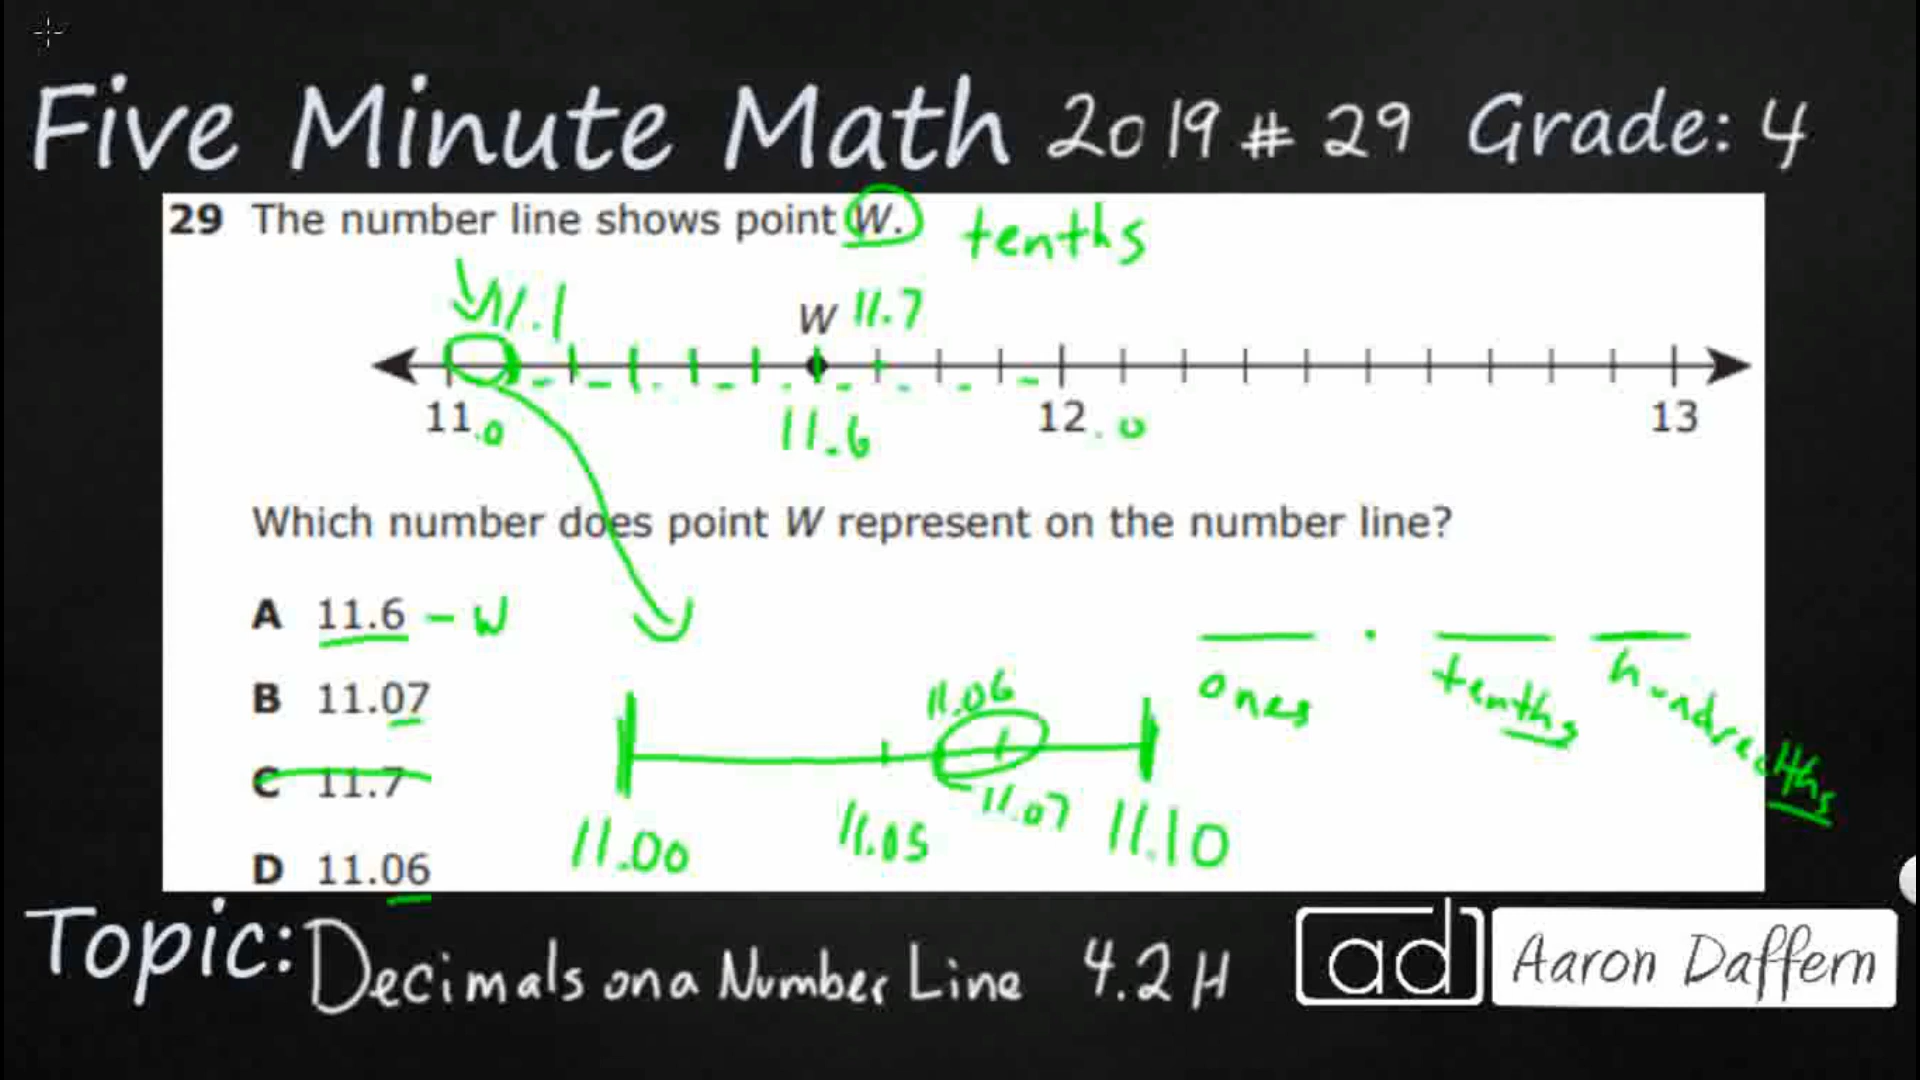 Five Minute Math 2019 # 29 Grade: 4
29 The number line shows point W. tenths
11.1 W 11.7
11.0 11.6 12.0 13
Which number does point W represent on the number line?
A 11.6 - W
B 11.07
C 11.7
D 11.06
ones . tenths hundredths
11.06
11.00 11.05 11.07 11.10
Topic: Decimals on a Number Line 4.2H
ad Aaron Daffern